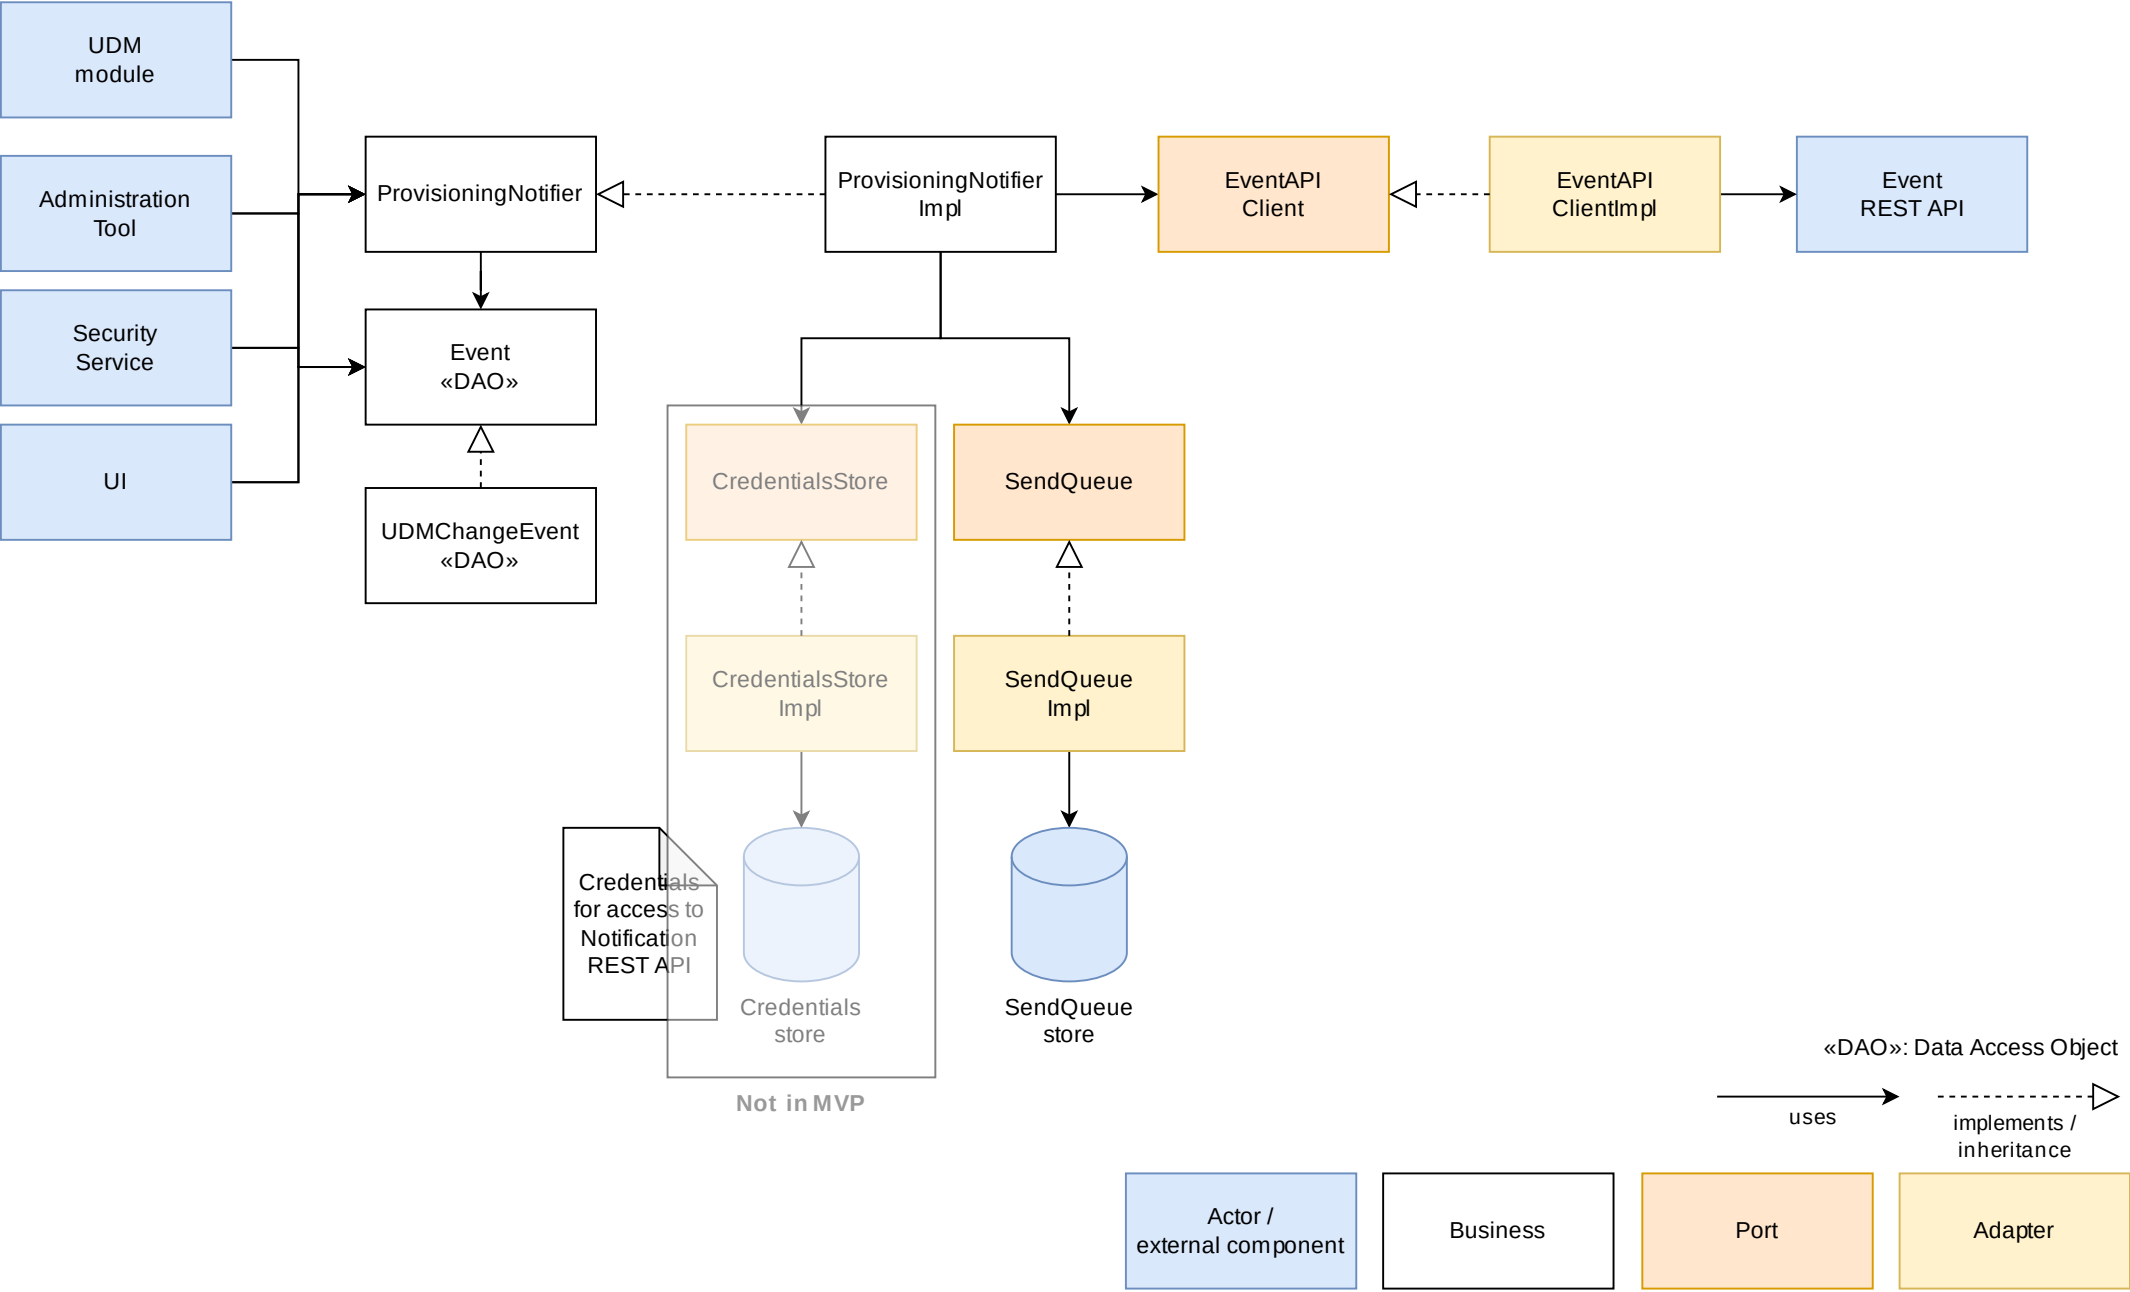 UDM
module
Administration
Tool
Security
Service
UI
ProvisioningNotifier
Event
«DAO»
UDMChangeEvent
«DAO»
ProvisioningNotifier
Impl
EventAPI
Client
EventAPI
ClientImpl
Event
REST API
CredentialsStore
SendQueue
CredentialsStore
Impl
SendQueue
Impl
Credentials
for access to
Notification
REST API
Credentials
store
SendQueue
store
Not in MVP
«DAO»: Data Access Object
uses
implements /
inheritance
Actor /
external component
Business
Port
Adapter